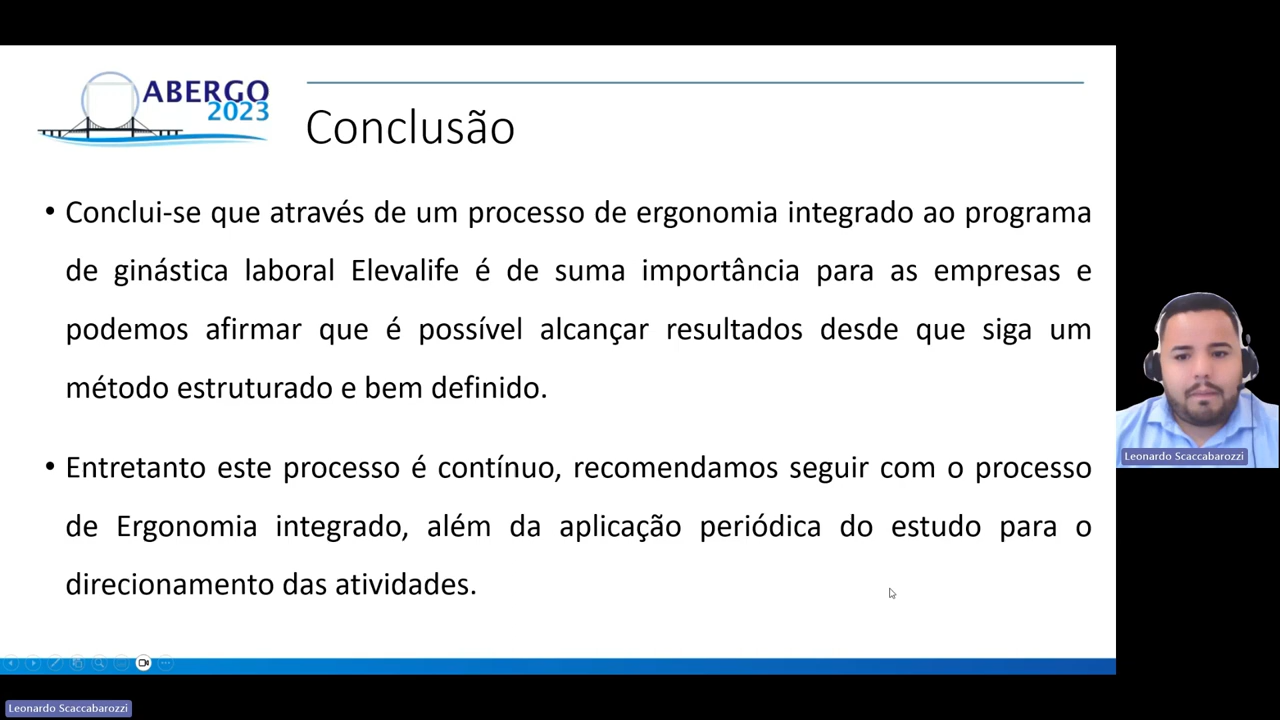 ABERGO
2023
Conclusão
• Conclui-se que através de um processo de ergonomia integrado ao programa
de ginástica laboral Elevalife é de suma importância para as empresas e
podemos afirmar que é possível alcançar resultados desde que siga um
método estruturado e bem definido.
• Entretanto este processo é contínuo, recomendamos seguir com o processo
de Ergonomia integrado, além da aplicação periódica do estudo para o
direcionamento das atividades.
Leonardo Scaccabarozzi
Leonardo Scaccabarozzi